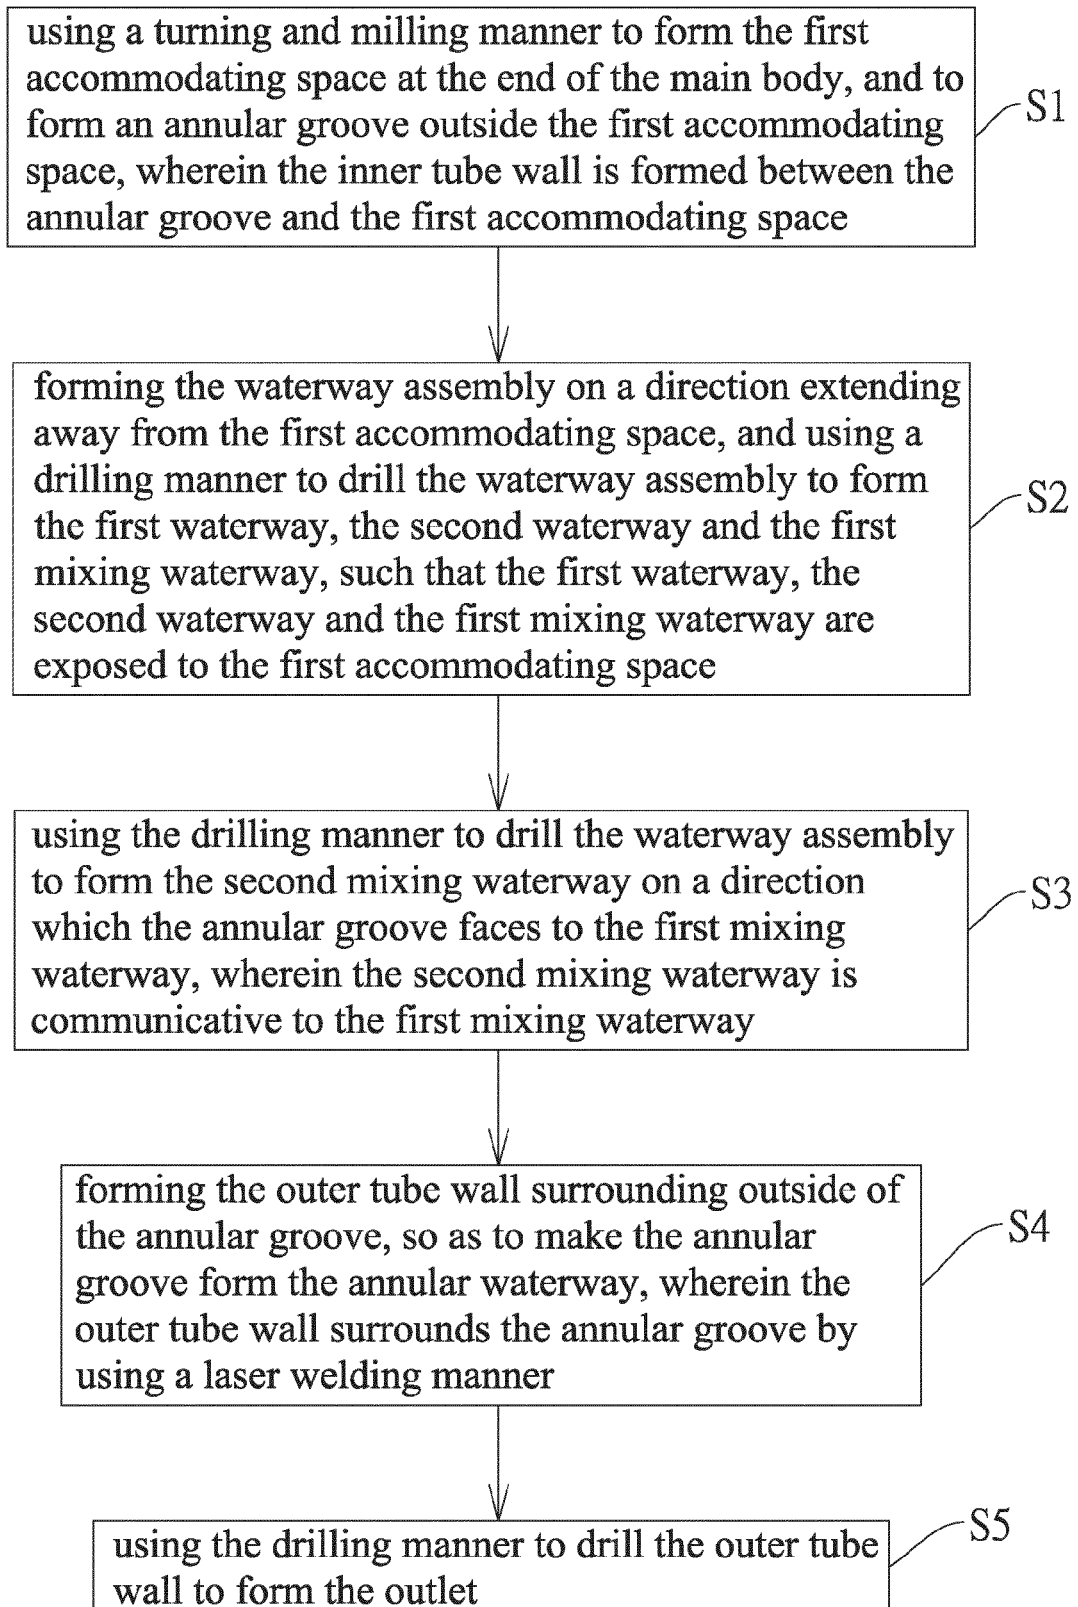 using a turning and milling manner to form the first
accommodating space at the end of the main body, and to
form an annular groove outside the first accommodating
space, wherein the inner tube wall is formed between the
annular groove and the first accommodating space
S1
forming the waterway assembly on a direction extending
away from the first accommodating space, and using a
drilling manner to drill the waterway assembly to form
the first waterway, the second waterway and the first
mixing waterway, such that the first waterway, the
second waterway and the first mixing waterway are
exposed to the first accommodating space
S2
using the drilling manner to drill the waterway assembly
to form the second mixing waterway on a direction
which the annular groove faces to the first mixing
waterway, wherein the second mixing waterway is
communicative to the first mixing waterway
S3
forming the outer tube wall surrounding outside of
the annular groove, so as to make the annular
groove form the annular waterway, wherein the
outer tube wall surrounds the annular groove by
using a laser welding manner
S4
using the drilling manner to drill the outer tube
wall to form the outlet
S5